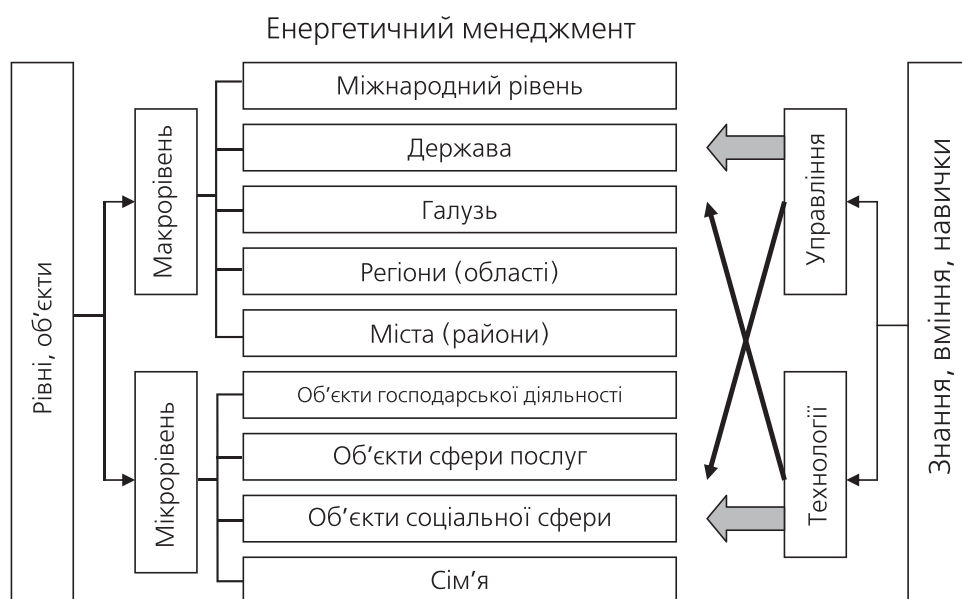 Енергетичний менеджмент
Рівні, об’єкти
Макрорівень
Міжнародний рівень
Держава
Галузь
Регіони (області)
Міста (райони)
Мікрорівень
Об’єкти господарської діяльності
Об’єкти сфери послуг
Об’єкти соціальної сфери
Сім’я
Управління
Технології
Знання, вміння, навички